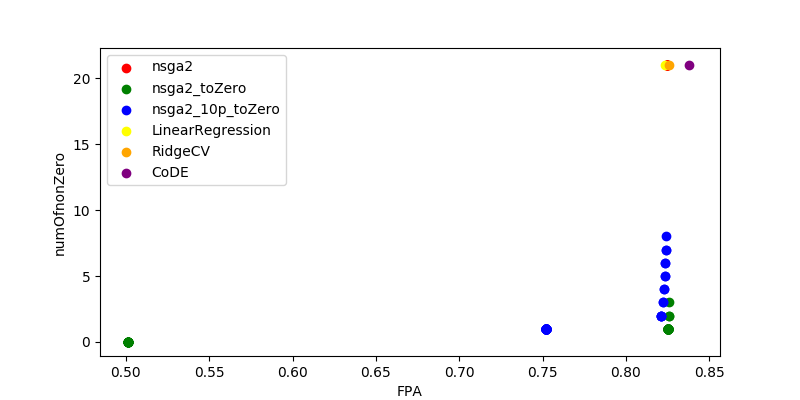 nsga2
nsga2_toZero
nsga2_10p_toZero
LinearRegression
RidgeCV
CoDE
numOfnonZero
20
15
10
5
0
0.50 0.55 0.60 0.65 0.70 0.75 0.80 0.85
FPA